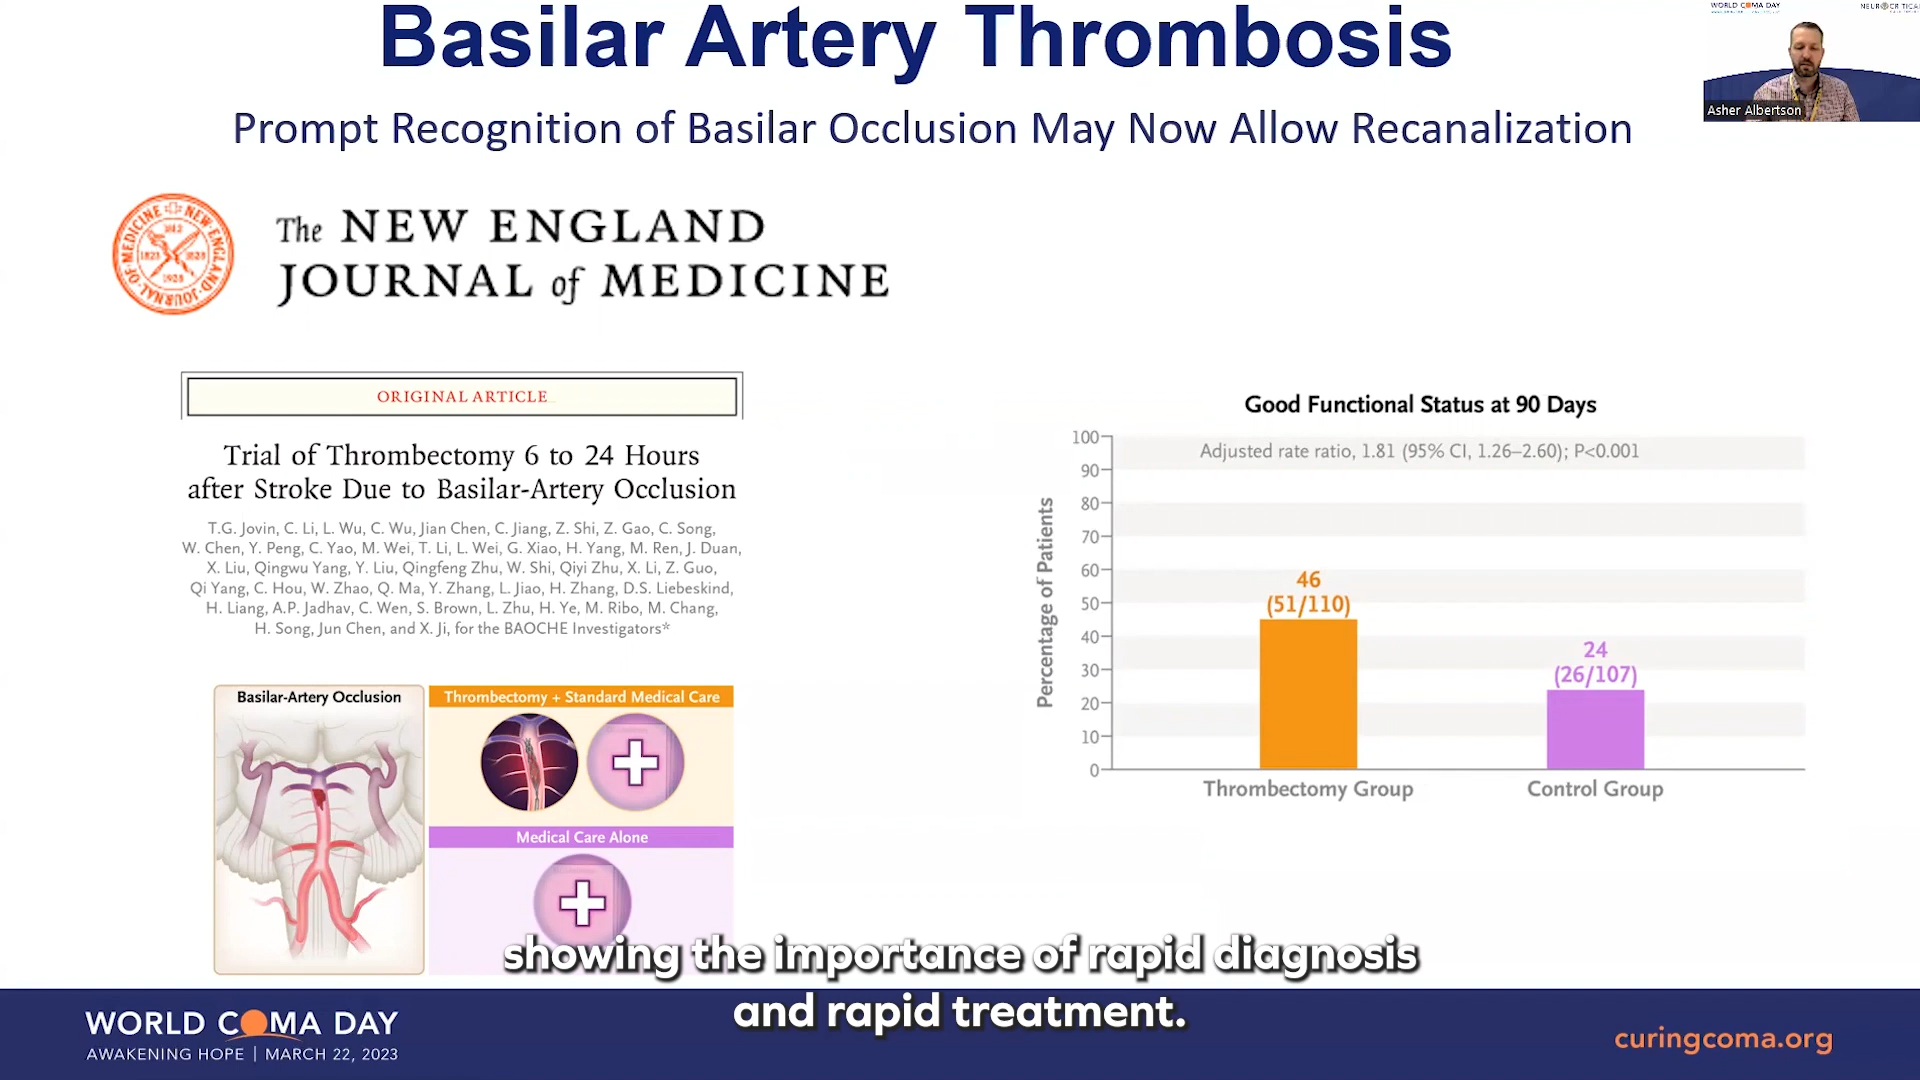 Basilar Artery Thrombosis
Prompt Recognition of Basilar Occlusion May Now Allow Recanalization
WORLD COMA DAY
Asher Albertson
The NEW ENGLAND
JOURNAL of MEDICINE
ORIGINAL ARTICLE
Trial of Thrombectomy 6 to 24 Hours
after Stroke Due to Basilar-Artery Occlusion
T.G. Jovin, C. Li, L. Wu, C. Wu, Jian Chen, C. Jiang, Z. Shi, Z. Gao, C. Song,
W. Chen, Y. Peng, C. Yao, M. Wei, T. Li, L. Wei, G. Xiao, H. Yang, M. Ren, J. Duan,
X. Liu, Qingwu Yang, Y. Liu, Qingfeng Zhu, W. Shi, Qiyi Zhu, X. Li, Z. Guo,
Qi Yang, C. Hou, W. Zhao, Q. Ma, Y. Zhang, L. Jiao, H. Zhang, D.S. Liebeskind,
H. Liang, A.P. Jadhav, C. Wen, S. Brown, L. Zhu, H. Ye, M. Ribo, M. Chang,
H. Song, Jun Chen, and X. Ji, for the BAOCHE Investigators*
Basilar-Artery Occlusion
Thrombectomy + Standard Medical Care
Medical Care Alone
Good Functional Status at 90 Days
Adjusted rate ratio, 1.81 (95% CI, 1.26–2.60); P<0.001
Percentage of Patients
100
90
80
70
60
50
40
30
20
10
0
46
(51/110)
24
(26/107)
Thrombectomy Group
Control Group
showing the importance of rapid diagnosis
and rapid treatment.
WORLD COMA DAY
AWAKENING HOPE | MARCH 22, 2023
curingcoma.org